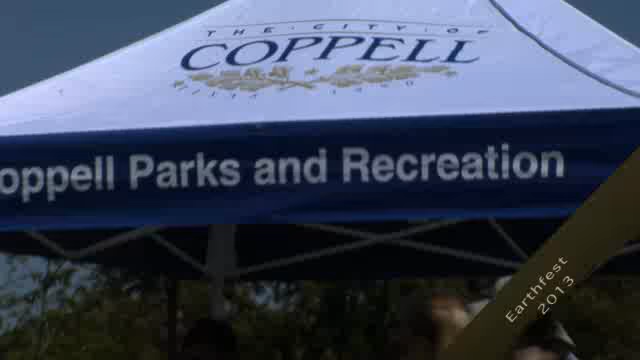 THE · CITY · OF
COPPELL
oppell Parks and Recreation
Earthfest
2013